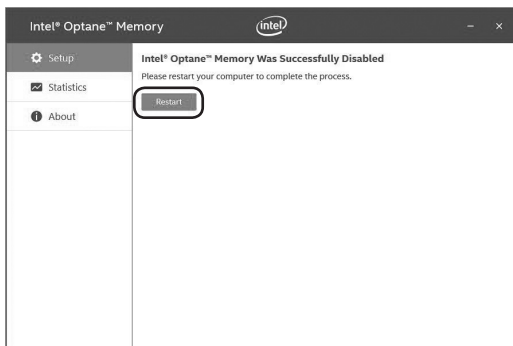 Intel® Optane™ Memory
intel
Setup
Statistics
About
Intel® Optane™ Memory Was Successfully Disabled
Please restart your computer to complete the process.
Restart